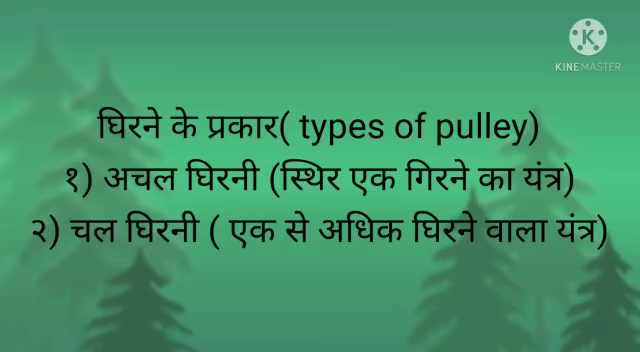 K
KINEMASTER
घिरने के प्रकार( types of pulley)
१) अचल घिरनी (स्थिर एक गिरने का यंत्र)
२) चल घिरनी ( एक से अधिक घिरने वाला यंत्र)